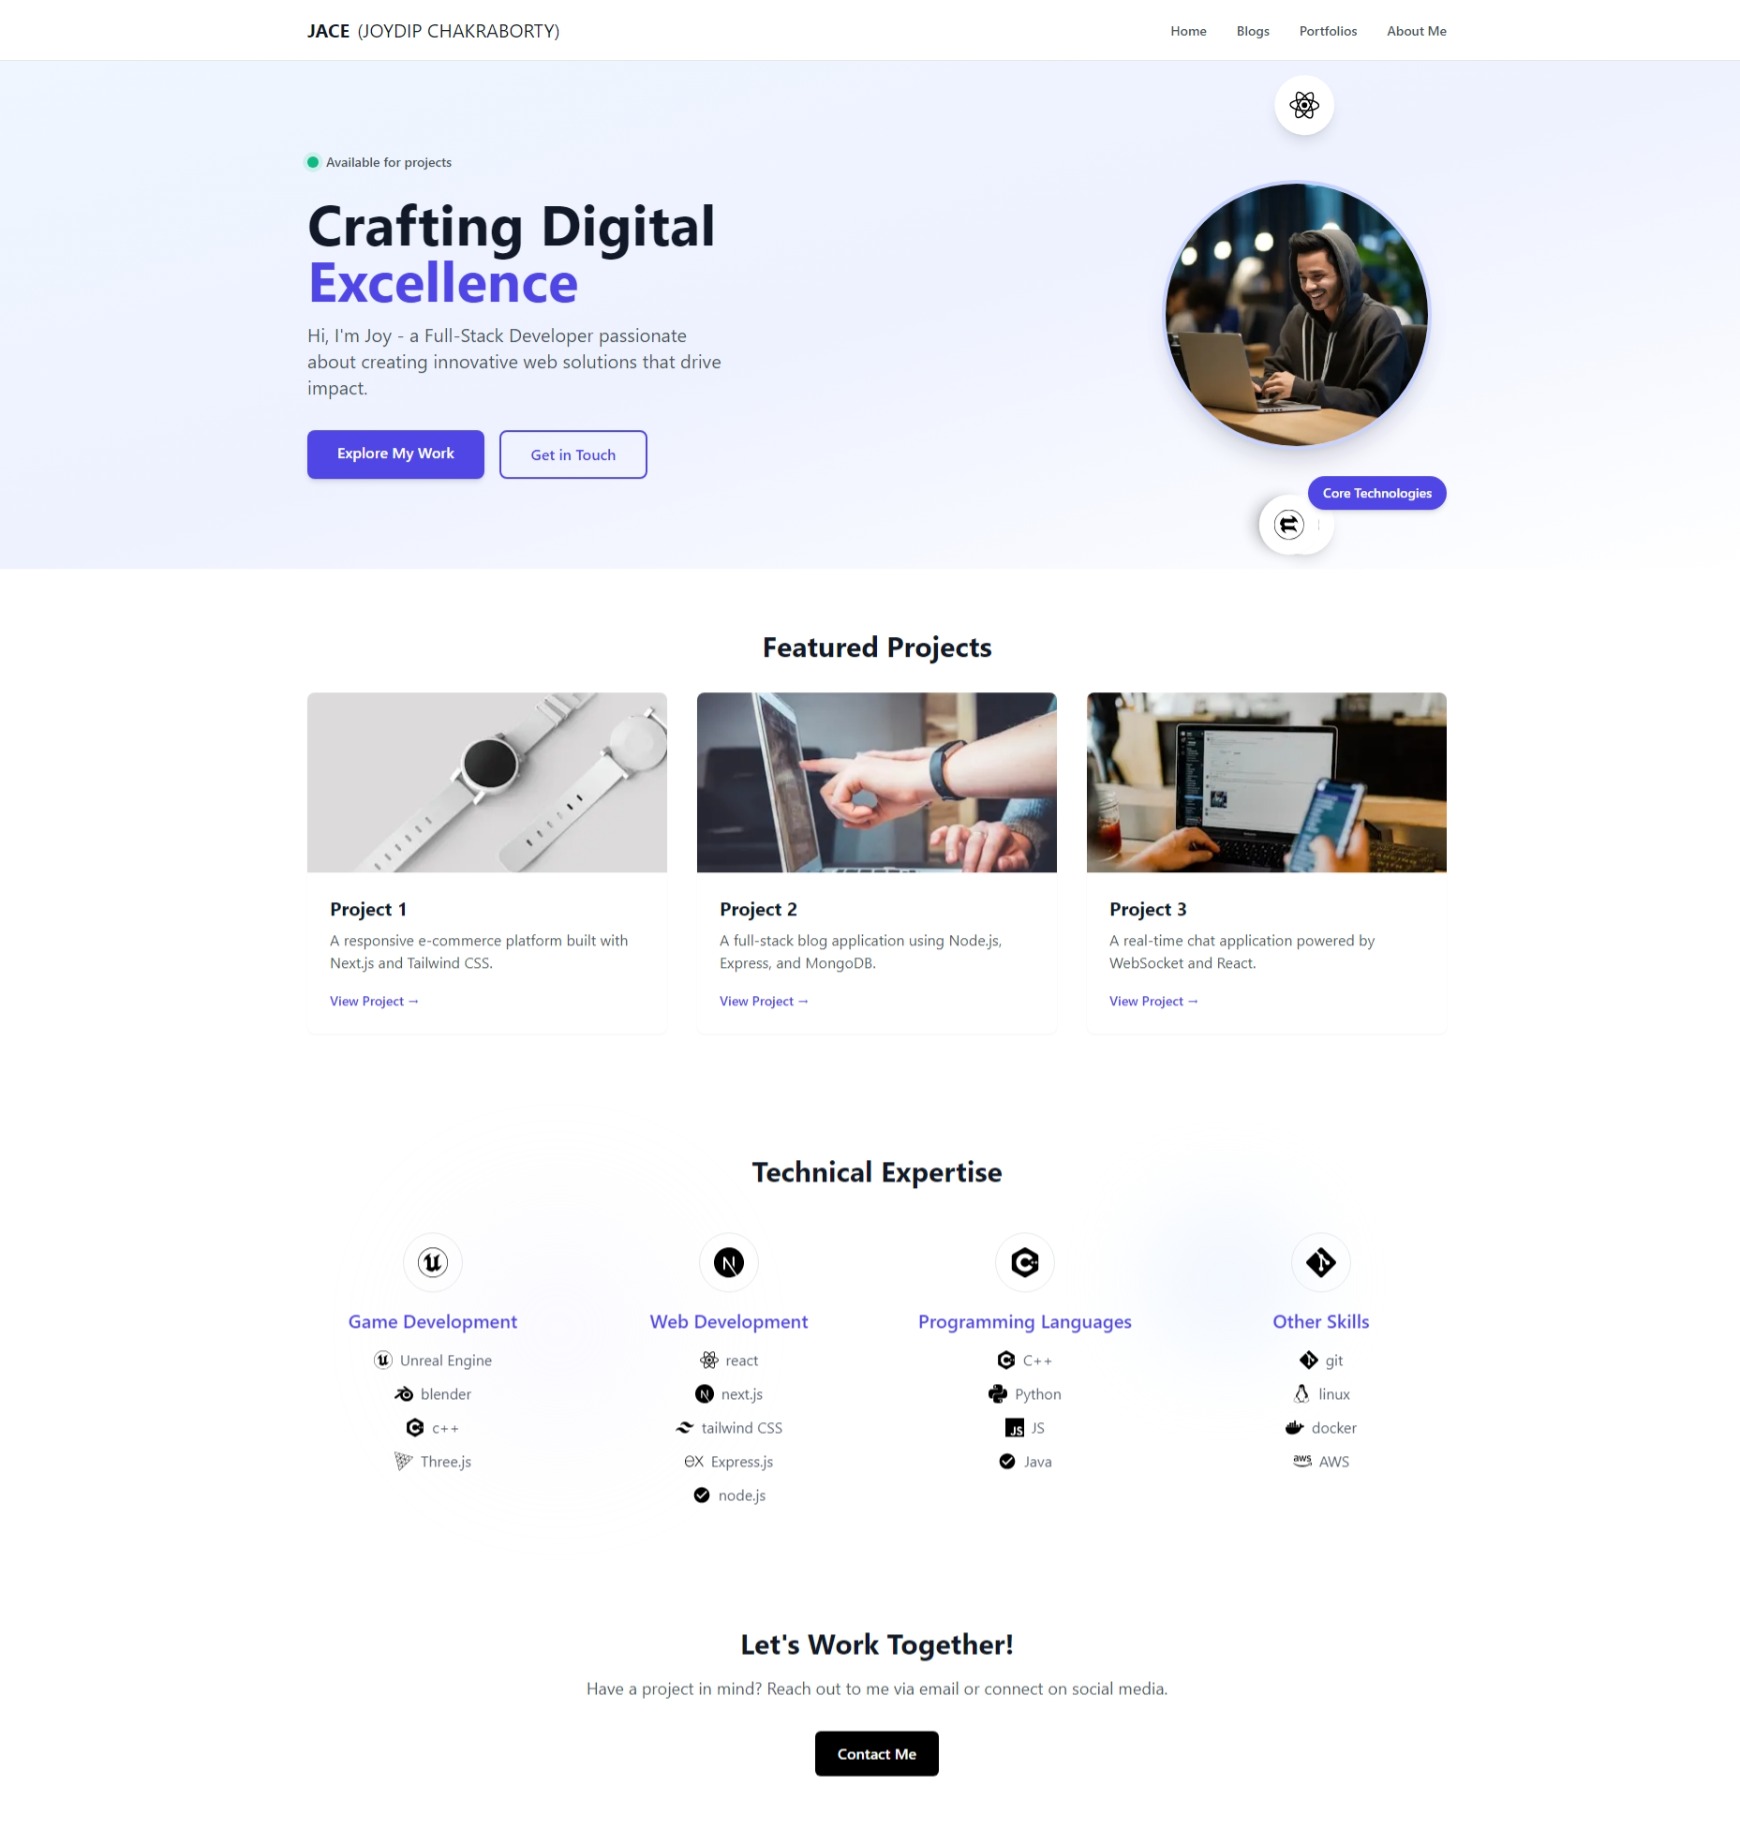 JACE (JOYDIP CHAKRABORTY)
Home
Blogs
Portfolios
About Me
Available for projects
Crafting Digital
Excellence
Hi, I'm Joy - a Full-Stack Developer passionate
about creating innovative web solutions that drive
impact.
Explore My Work
Get in Touch
Core Technologies
Featured Projects
Project 1
A responsive e-commerce platform built with
Next.js and Tailwind CSS.
View Project →
Project 2
A full-stack blog application using Node.js,
Express, and MongoDB.
View Project →
Project 3
A real-time chat application powered by
WebSocket and React.
View Project →
Technical Expertise
Game Development
Unreal Engine
blender
c++
Three.js
Web Development
react
next.js
tailwind CSS
ex Express.js
node.js
Programming Languages
C++
Python
JS JS
Java
Other Skills
git
linux
docker
aws AWS
Let's Work Together!
Have a project in mind? Reach out to me via email or connect on social media.
Contact Me